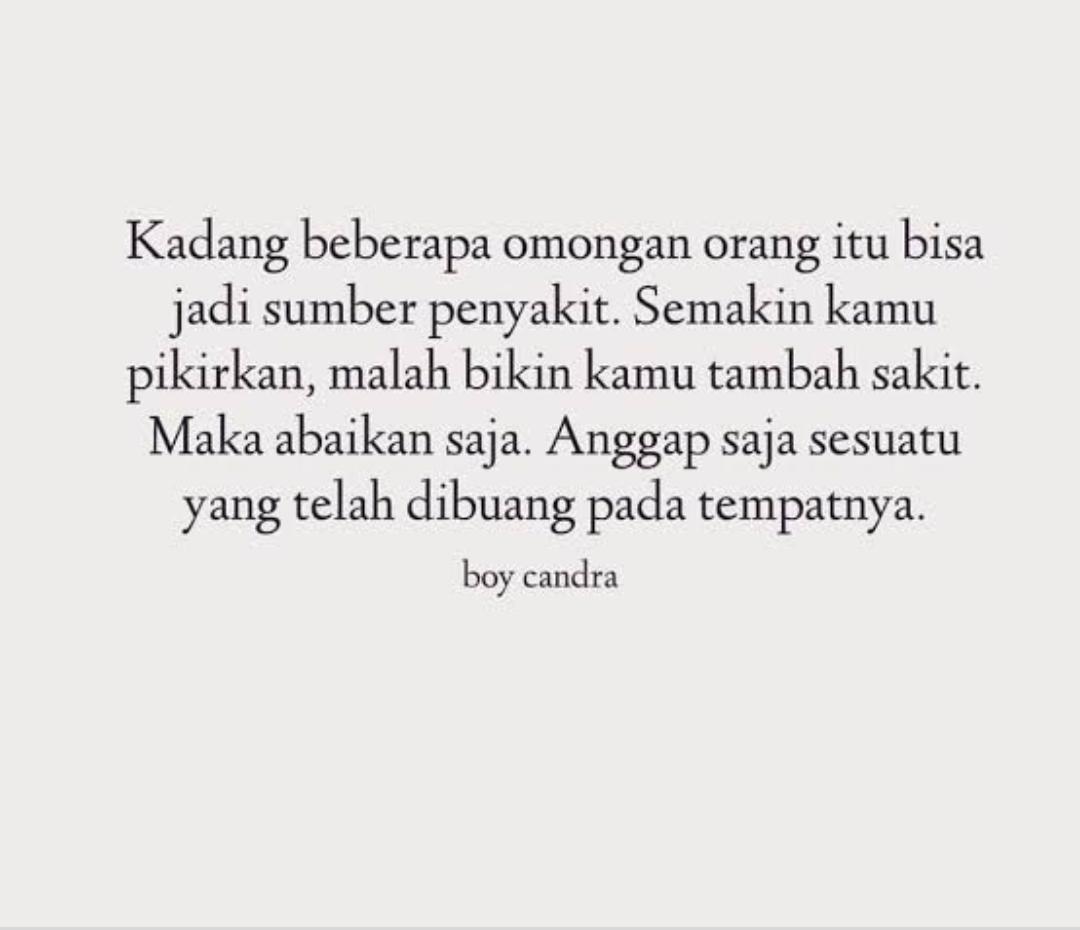 Kadang beberapa omongan orang itu bisa
jadi sumber penyakit. Semakin kamu
pikirkan, malah bikin kamu tambah sakit.
Maka abaikan saja. Anggap saja sesuatu
yang telah dibuang pada tempatnya.
boy candra